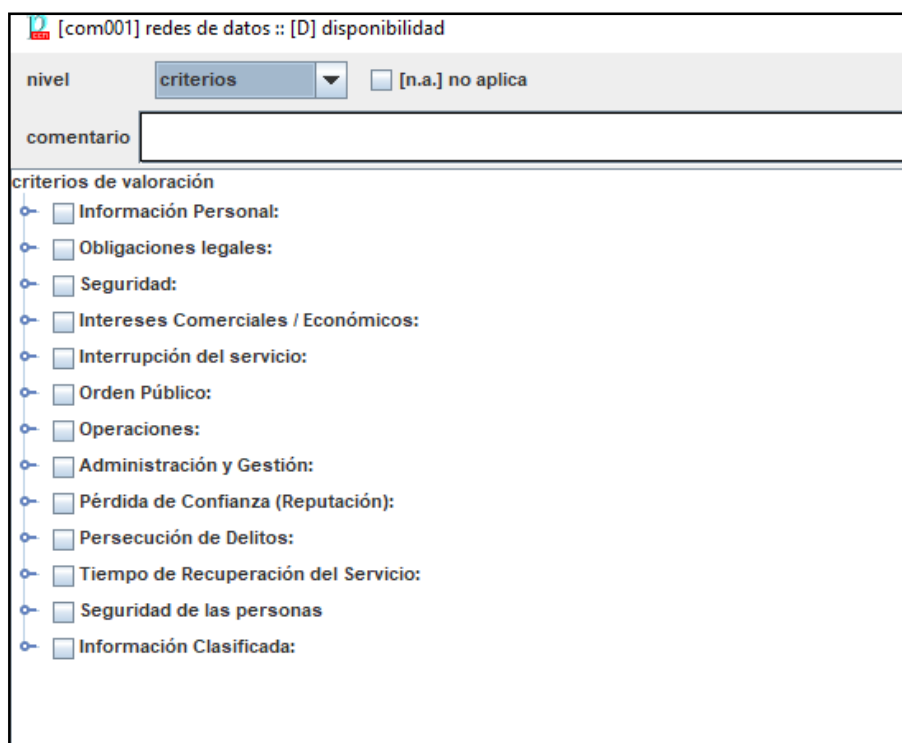 [com001] redes de datos :: [D] disponibilidad
nivel criterios [n.a.] no aplica
comentario
criterios de valoración
Información Personal:
Obligaciones legales:
Seguridad:
Intereses Comerciales / Económicos:
Interrupción del servicio:
Orden Público:
Operaciones:
Administración y Gestión:
Pérdida de Confianza (Reputación):
Persecución de Delitos:
Tiempo de Recuperación del Servicio:
Seguridad de las personas
Información Clasificada: